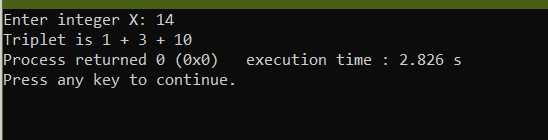 Enter integer X: 14
Triplet is 1 + 3 + 10
Process returned 0 (0x0)   execution time : 2.826 s
Press any key to continue.